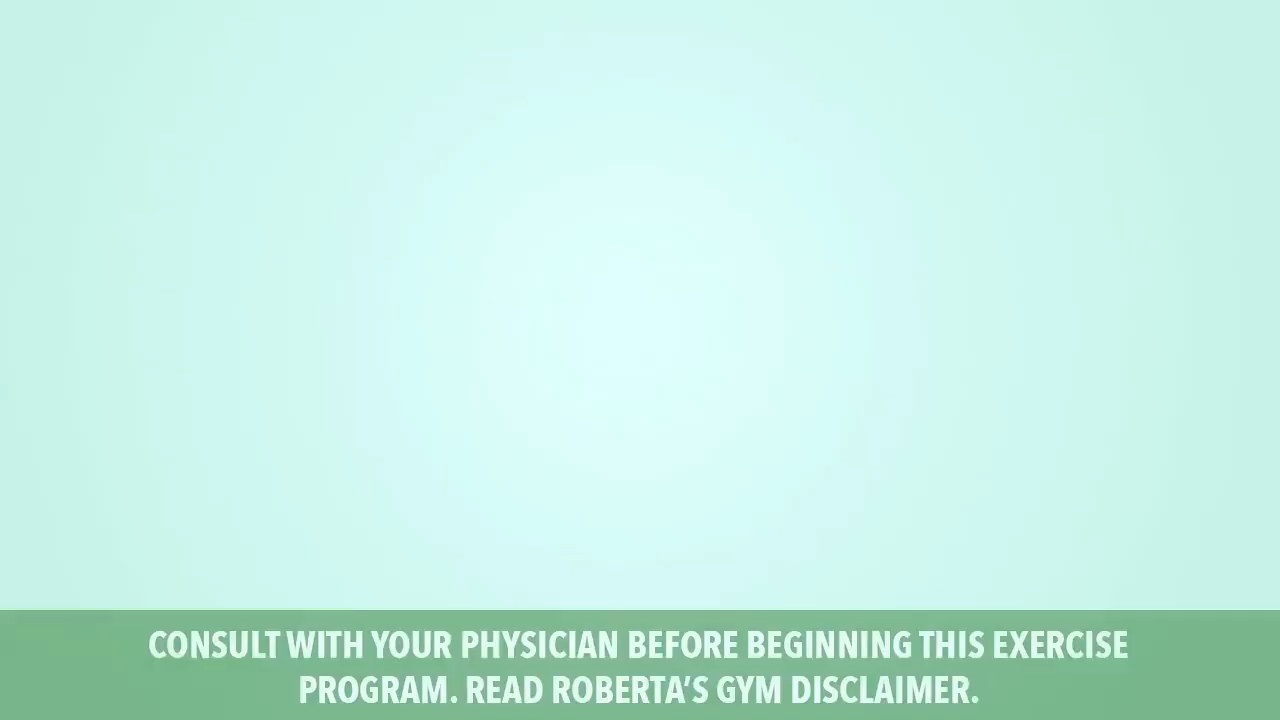 CONSULT WITH YOUR PHYSICIAN BEFORE BEGINNING THIS EXERCISE
PROGRAM. READ ROBERTA’S GYM DISCLAIMER.